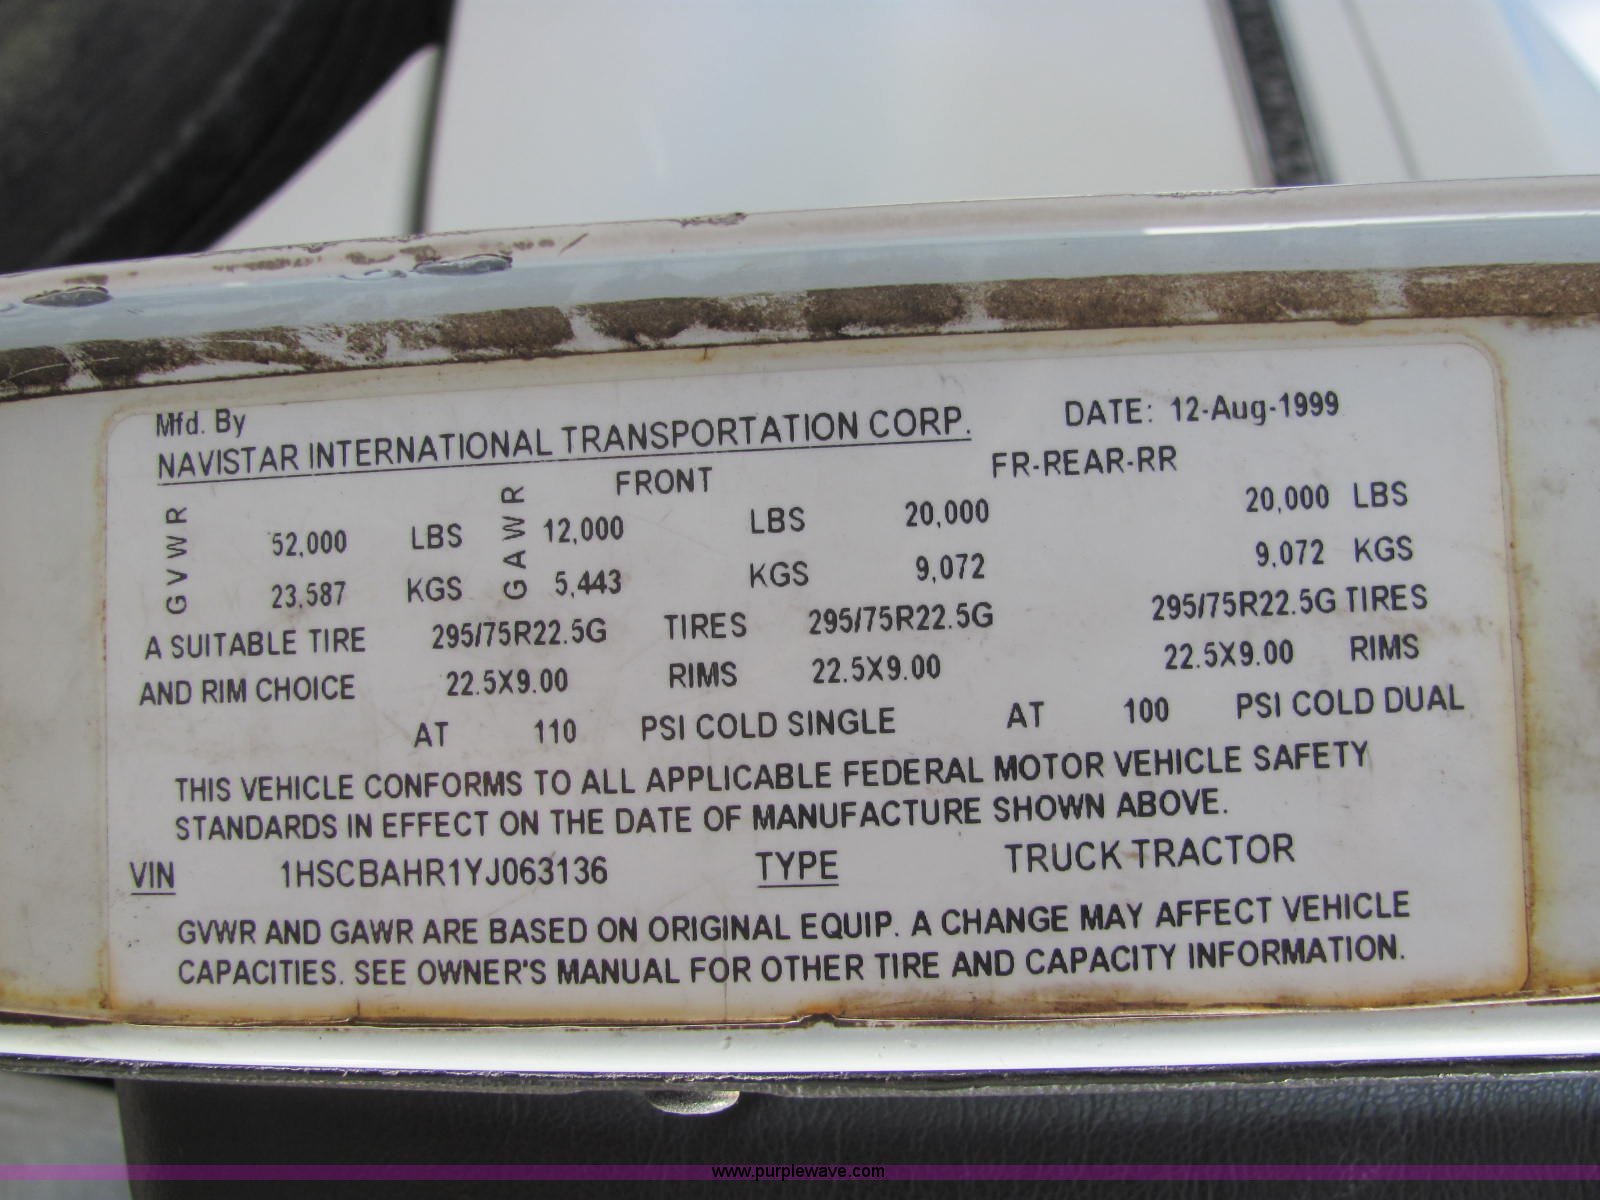 Mfd. By
NAVISTAR INTERNATIONAL TRANSPORTATION CORP. DATE: 12-Aug-1999
FRONT FR-REAR-RR
GVWR 52,000 LBS GAWR 12,000 LBS 20,000 20,000 LBS
23,587 KGS 5,443 KGS 9,072 9,072 KGS
A SUITABLE TIRE 295/75R22.5G TIRES 295/75R22.5G 295/75R22.5G TIRES
AND RIM CHOICE 22.5X9.00 RIMS 22.5X9.00 22.5X9.00 RIMS
AT 110 PSI COLD SINGLE AT 100 PSI COLD DUAL
THIS VEHICLE CONFORMS TO ALL APPLICABLE FEDERAL MOTOR VEHICLE SAFETY
STANDARDS IN EFFECT ON THE DATE OF MANUFACTURE SHOWN ABOVE.
VIN 1HSCBAHR1YJ063136 TYPE TRUCK TRACTOR
GVWR AND GAWR ARE BASED ON ORIGINAL EQUIP. A CHANGE MAY AFFECT VEHICLE
CAPACITIES. SEE OWNER'S MANUAL FOR OTHER TIRE AND CAPACITY INFORMATION.
www.purplewave.com